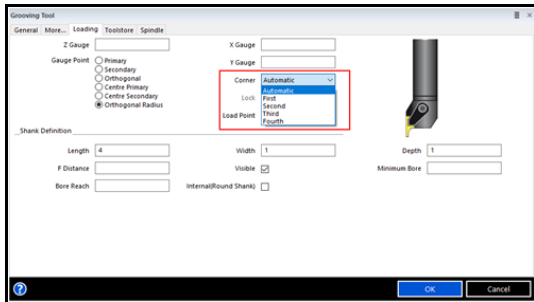 Grooving Tool
General More... Loading Toolstore Spindle
Z Gauge
X Gauge
Gauge Point
Primary
Secondary
Orthogonal
Centre Primary
Centre Secondary
Orthogonal Radius
Y Gauge
Corner Automatic
Automatic
First
Second
Third
Fourth
Lock
Load Point
Shank Definition
Length 4
Width 1
Depth 1
F Distance
Visible
Minimum Bore
Bore Reach
Internal(Round Shank)
?
OK
Cancel